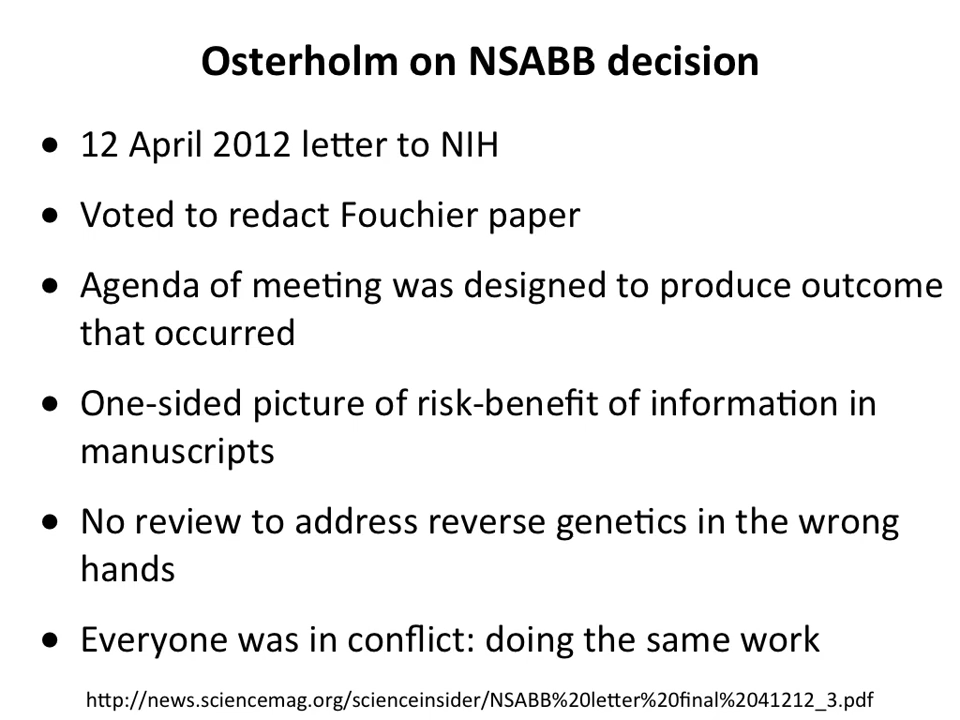 Osterholm on NSABB decision
• 12 April 2012 letter to NIH
• Voted to redact Fouchier paper
• Agenda of meeting was designed to produce outcome
that occurred
• One-sided picture of risk-benefit of information in
manuscripts
• No review to address reverse genetics in the wrong
hands
• Everyone was in conflict: doing the same work
http://news.sciencemag.org/scienceinsider/NSABB%20letter%20final%2041212_3.pdf